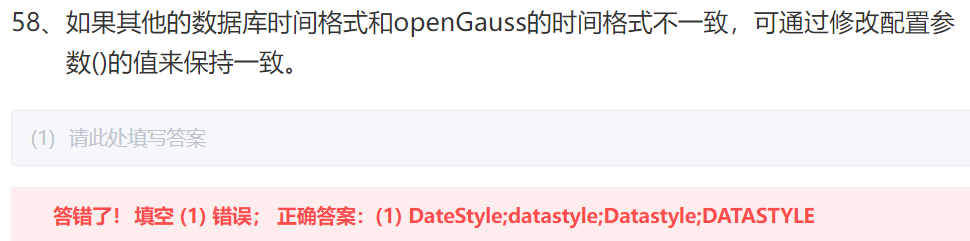 58、如果其他的数据库时间格式和openGauss的时间格式不一致，可通过修改配置参
数()的值来保持一致。
(1) 请此处填写答案
答错了！填空 (1) 错误； 正确答案：(1) DateStyle;datastyle;Datastyle;DATASTYLE